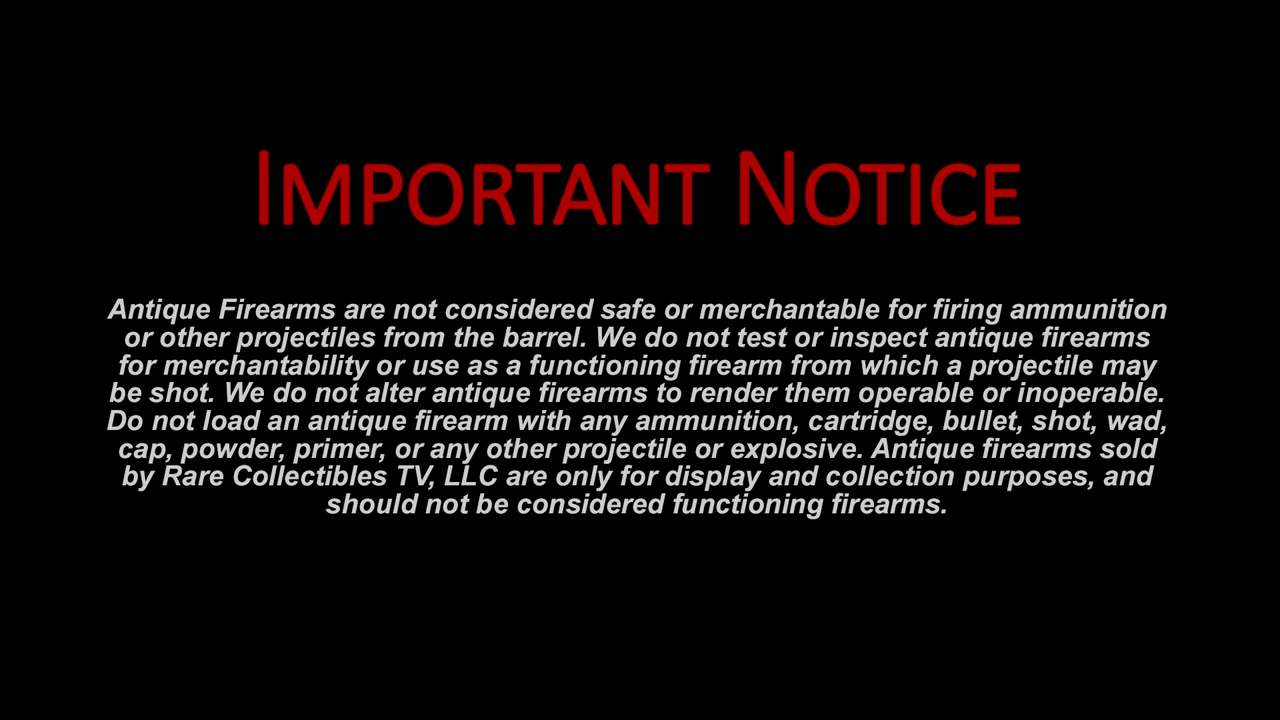 IMPORTANT NOTICE
Antique Firearms are not considered safe or merchantable for firing ammunition
or other projectiles from the barrel. We do not test or inspect antique firearms
for merchantability or use as a functioning firearm from which a projectile may
be shot. We do not alter antique firearms to render them operable or inoperable.
Do not load an antique firearm with any ammunition, cartridge, bullet, shot, wad,
cap, powder, primer, or any other projectile or explosive. Antique firearms sold
by Rare Collectibles TV, LLC are only for display and collection purposes, and
should not be considered functioning firearms.